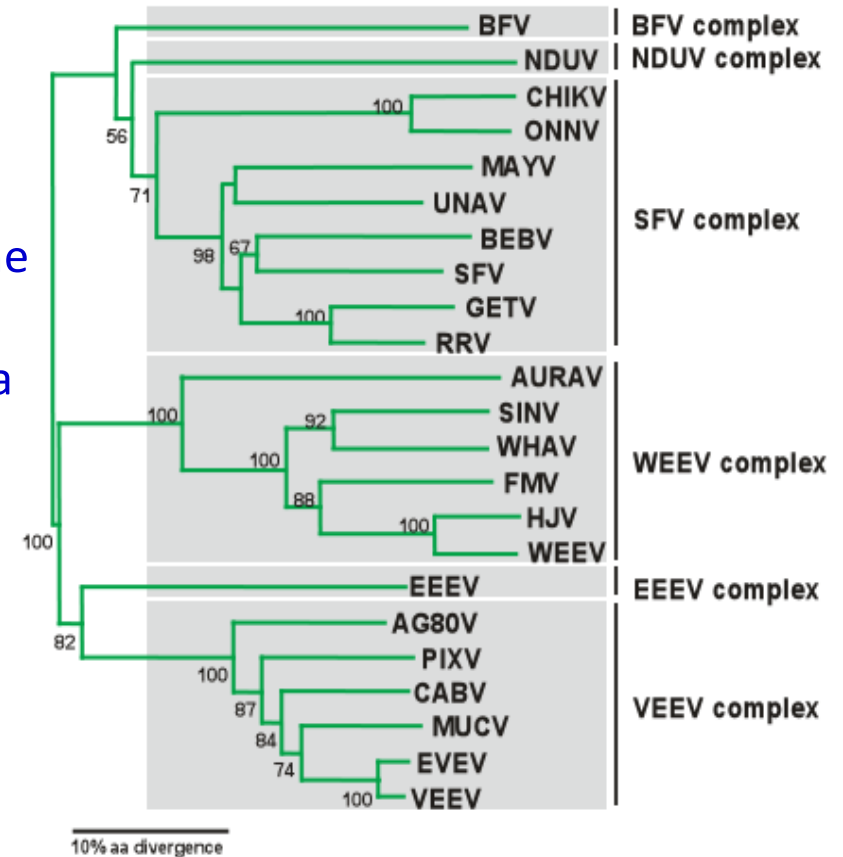 BFV
BFV complex
NDUV
NDUV complex
CHIKV
100
ONNV
56
MAYV
71
UNAV
SFV complex
BEBV
67
98
e
SFV
GETV
100
RRV
a
AURAV
SINV
100
92
WHAV
100
WEEV complex
FMV
88
HJV
100
100
WEEV
EEEV
EEEV complex
AG80V
82
PIXV
100
CABV
87
VEEV complex
MUCV
84
EVEV
74
VEEV
100
10% aa divergence